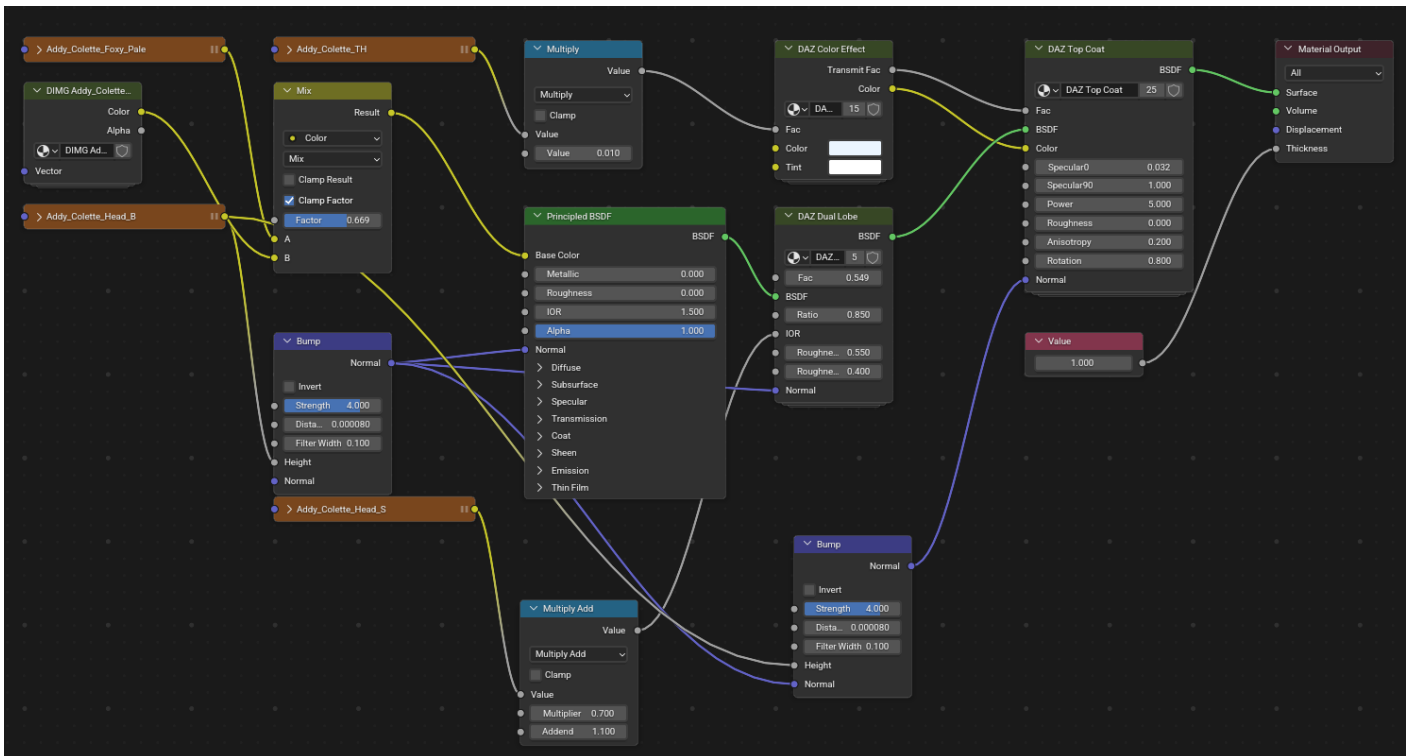 Addy_Colette_Foxy_Pale
DIMG Addy_Colette...
Color
Alpha
DIMG Ad...
Vector
Addy_Colette_Head_B
Addy_Colette_TH
Mix
Result
Color
Mix
Clamp Result
Clamp Factor
Factor 0.669
A
B
Bump
Normal
Invert
Strength 4.000
Dista... 0.000080
Filter Width 0.100
Height
Normal
Addy_Colette_Head_S
Multiply
Value
Multiply
Clamp
Value
Value 0.010
Principled BSDF
BSDF
Base Color
Metallic 0.000
Roughness 0.000
IOR 1.500
Alpha 1.000
Normal
Diffuse
Subsurface
Specular
Transmission
Coat
Sheen
Emission
Thin Film
Multiply Add
Value
Multiply Add
Clamp
Value
Multiplier 0.700
Addend 1.100
DAZ Color Effect
Transmit Fac
Color
DA... 15
Fac
Color
Tint
DAZ Dual Lobe
BSDF
DAZ... 5
Fac 0.549
BSDF
Ratio 0.850
IOR
Roughne... 0.550
Roughne... 0.400
Normal
Bump
Normal
Invert
Strength 4.000
Dista... 0.000080
Filter Width 0.100
Height
Normal
DAZ Top Coat
BSDF
DAZ Top Coat 25
Fac
BSDF
Color
Specular0 0.032
Specular90 1.000
Power 5.000
Roughness 0.000
Anisotropy 0.200
Rotation 0.800
Normal
Value
1.000
Material Output
All
Surface
Volume
Displacement
Thickness